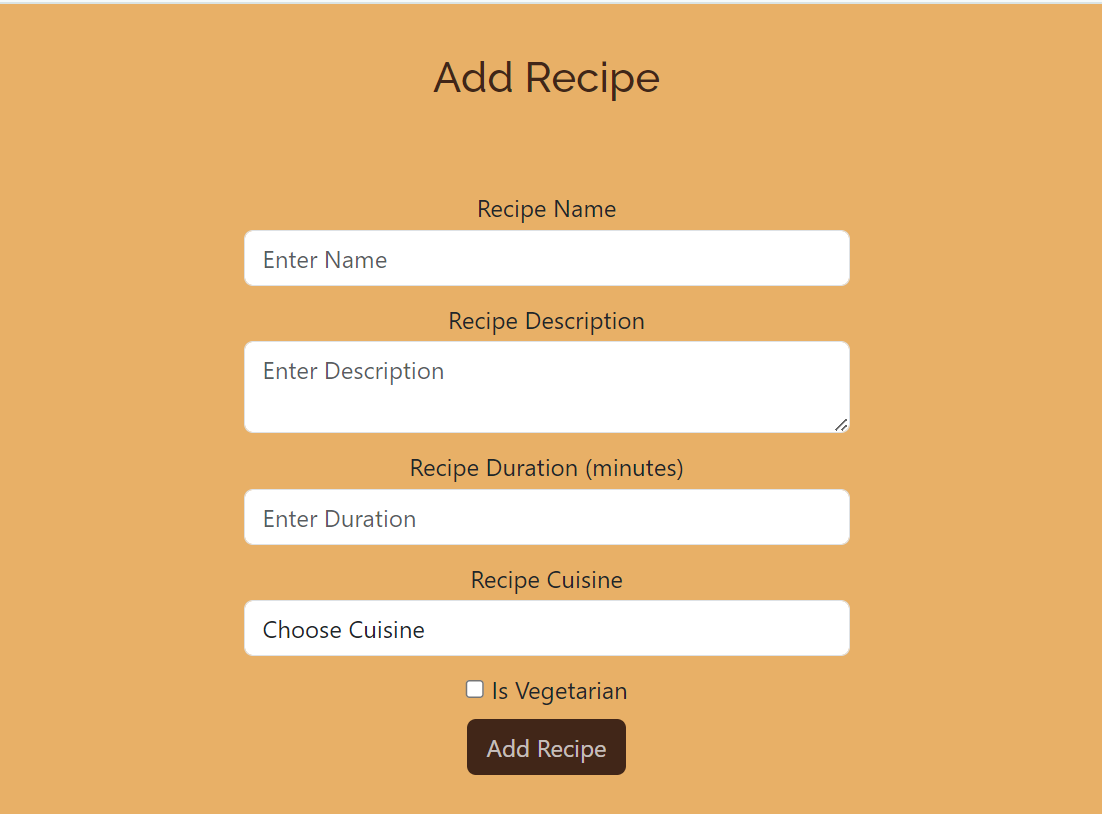 Add Recipe
Recipe Name
Enter Name
Recipe Description
Enter Description
Recipe Duration (minutes)
Enter Duration
Recipe Cuisine
Choose Cuisine
Is Vegetarian
Add Recipe